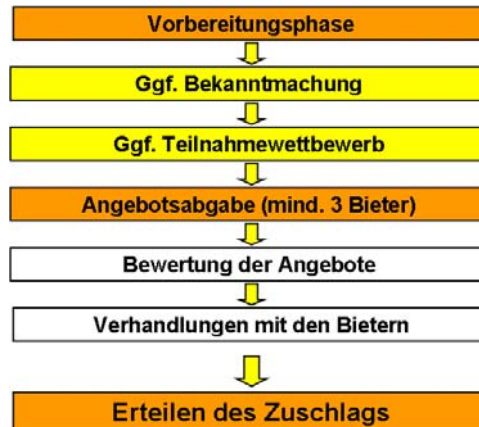 Vorbereitungsphase
Ggf. Bekanntmachung
Ggf. Teilnahmewettbewerb
Angebotsabgabe (mind. 3 Bieter)
Bewertung der Angebote
Verhandlungen mit den Bietern
Erteilen des Zuschlags